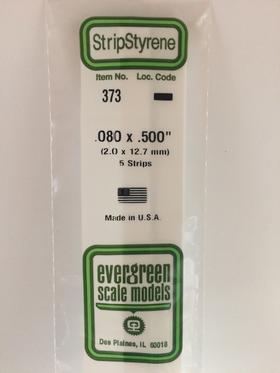 StripStyrene
Item No. Loc. Code
373
.080 x .500"
(2.0 x 12.7 mm)
5 Strips
Made in U.S.A.
evergreen
scale models
Des Plaines, IL 60018